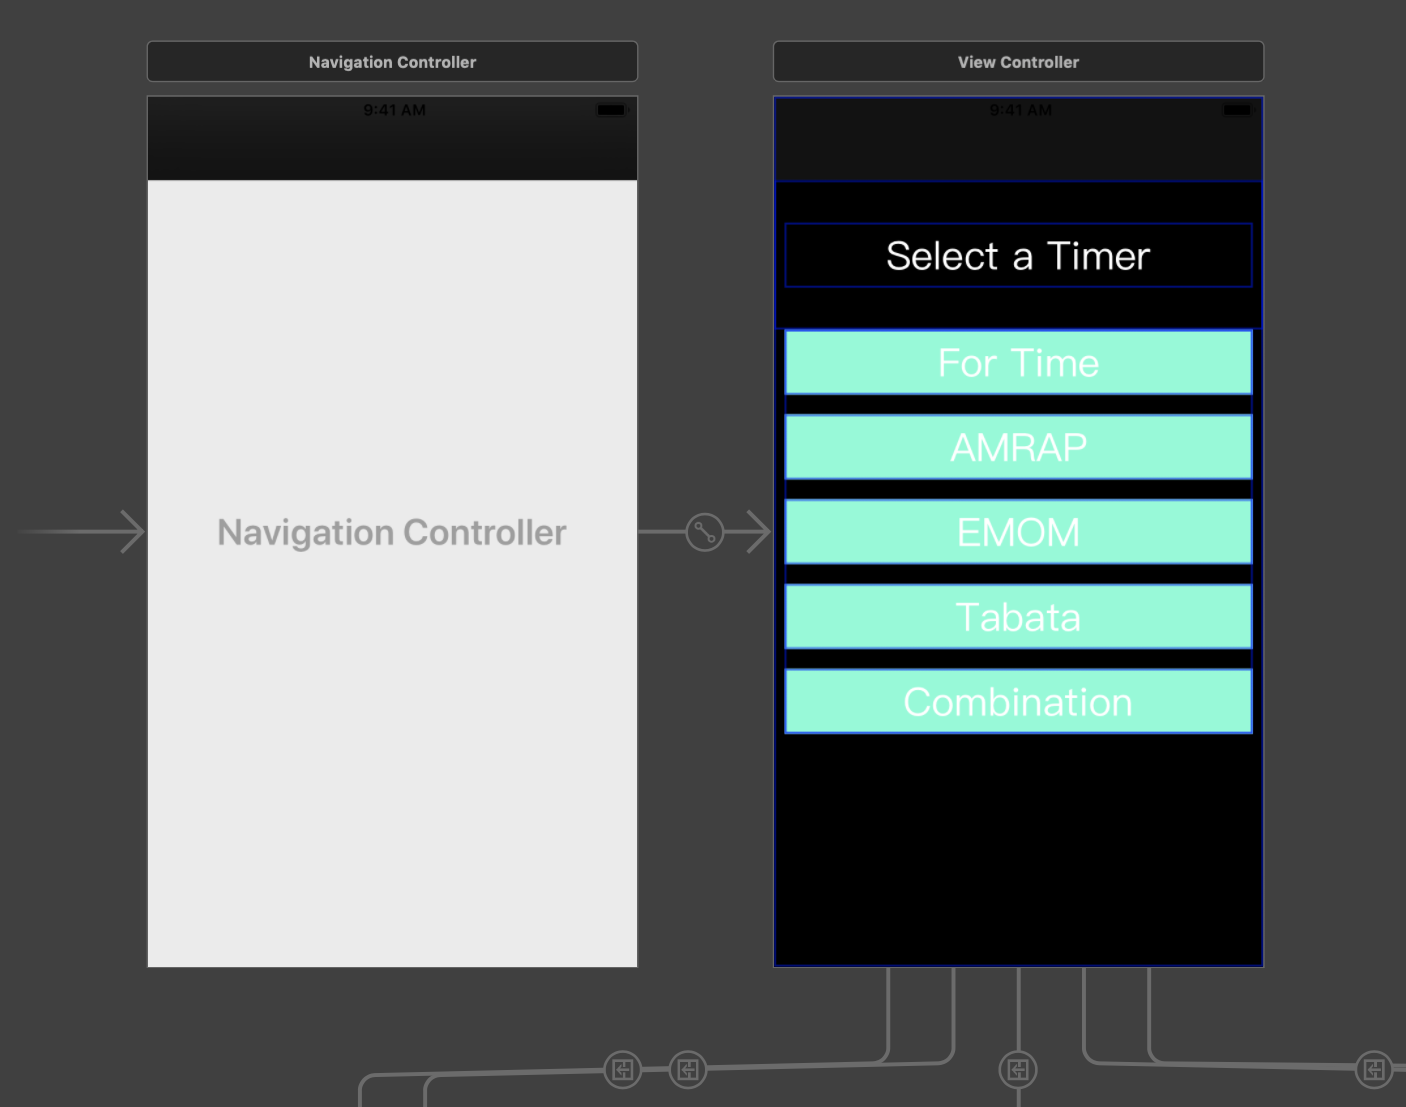 Navigation Controller
9:41 AM
Navigation Controller
View Controller
9:41 AM
Select a Timer
For Time
AMRAP
EMOM
Tabata
Combination